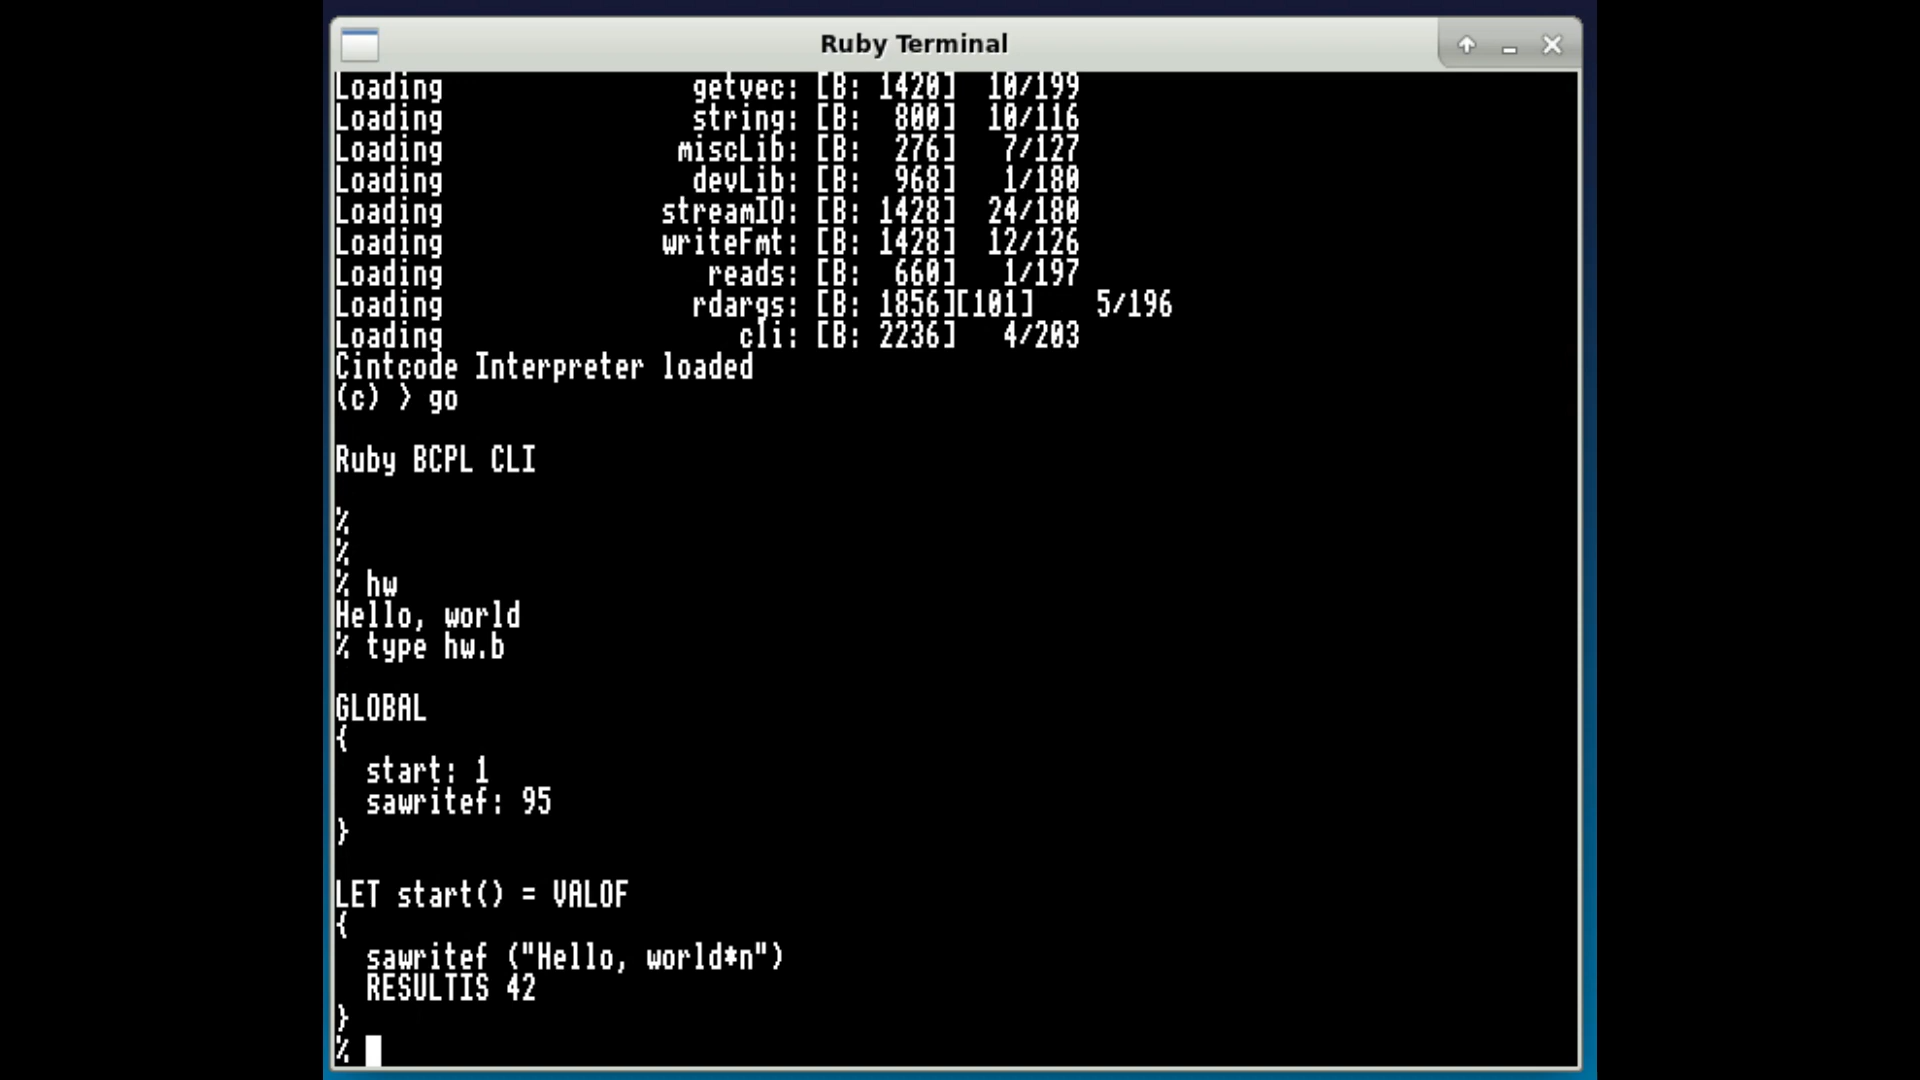 Ruby Terminal
Loading getvec: [B: 1420] 10/199
Loading string: [B: 800] 10/116
Loading miscLib: [B: 276] 7/127
Loading devLib: [B: 968] 1/180
Loading streamIO: [B: 1428] 24/180
Loading writeFmt: [B: 1428] 12/126
Loading reads: [B: 660] 1/197
Loading rdargs: [B: 1856][101] 5/196
Loading cli: [B: 2236] 4/203
Cintcode Interpreter loaded
(c) > go
Ruby BCPL CLI
%
%
% hw
Hello, world
% type hw.b
GLOBAL
{
  start: 1
  sawritef: 95
}
LET start() = VALOF
{
  sawritef ("Hello, world*n")
  RESULTIS 42
}
%